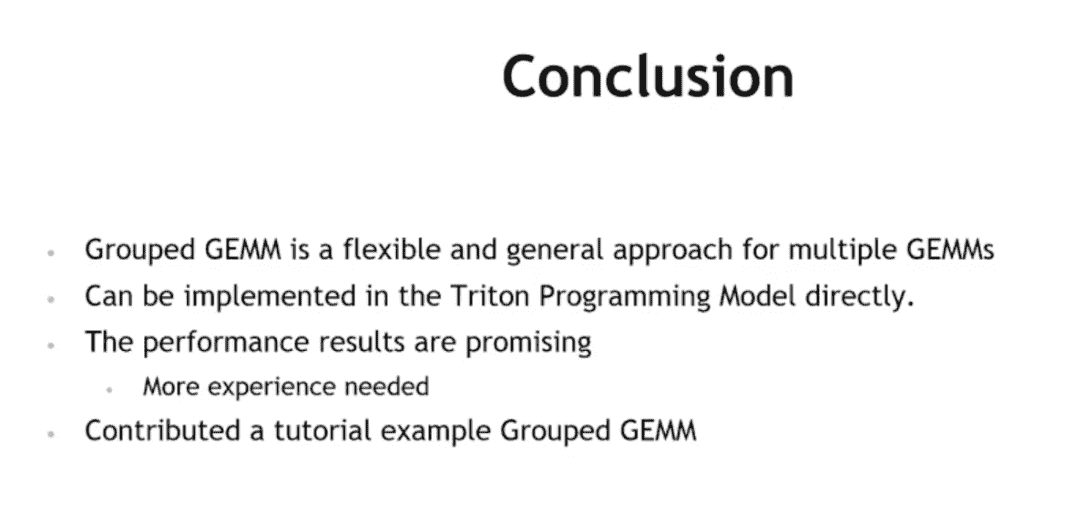 Conclusion
Grouped GEMM is a flexible and general approach for multiple GEMMs
Can be implemented in the Triton Programming Model directly.
The performance results are promising
More experience needed
Contributed a tutorial example Grouped GEMM